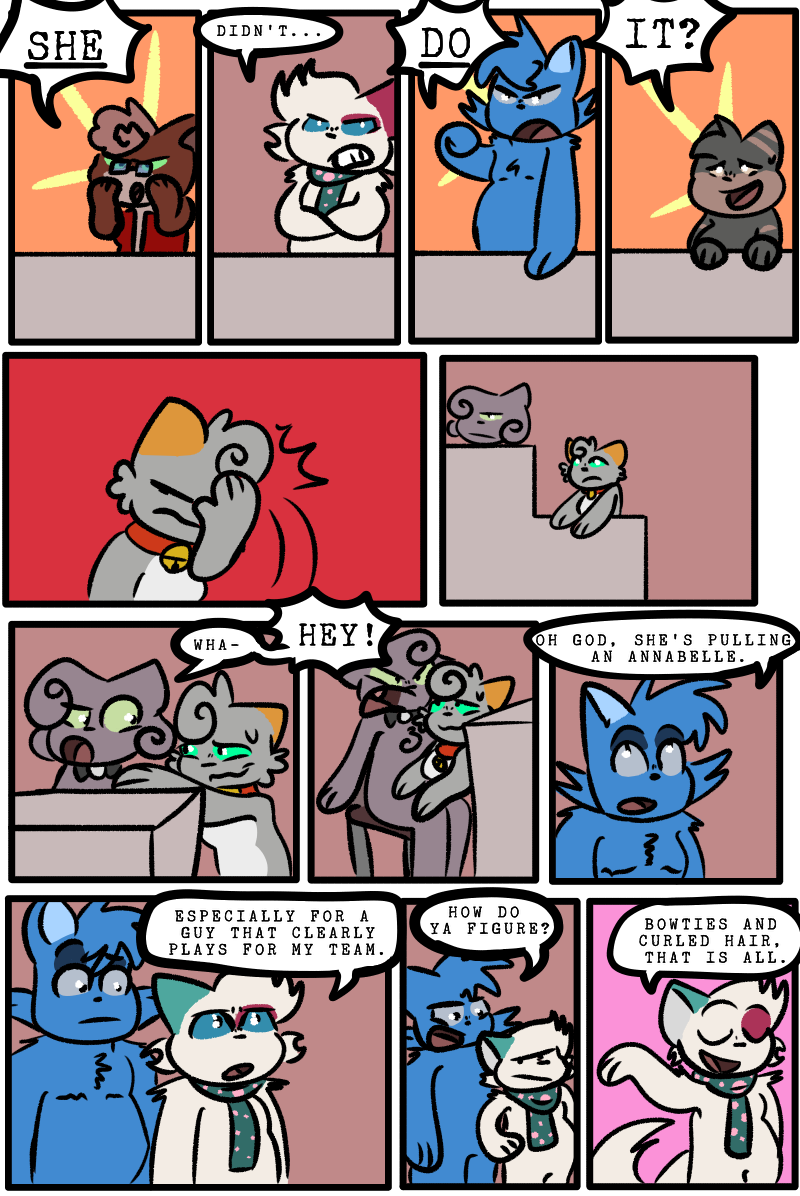 SHE
DIDN'T...
DO
IT?
WHA-
HEY!
OH GOD, SHE'S PULLING
AN ANNABELLE.
ESPECIALLY FOR A
GUY THAT CLEARLY
PLAYS FOR MY TEAM.
HOW DO
YA FIGURE?
BOWTIES AND
CURLED HAIR,
THAT IS ALL.